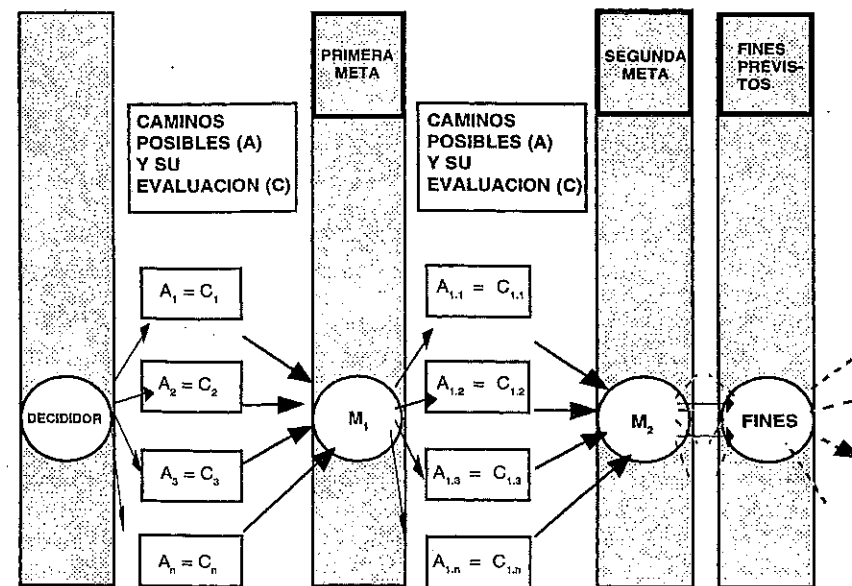 PRIMERA
META
SEGUNDA
META
FINES
PREVIS-
TOS.
CAMINOS
POSIBLES (A)
Y SU
EVALUACION (C)
CAMINOS
POSIBLES (A)
Y SU
EVALUACION (C)
A₁ = C₁
A₂ = C₂
A₃ = C₃
Aₙ = Cₙ
DECIDIDOR
M₁
A₁.₁ = C₁.₁
A₁.₂ = C₁.₂
A₁.₃ = C₁.₃
A₁.ₙ = C₁.ₙ
M₂
FINES